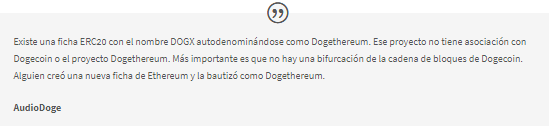 Existe una ficha ERC20 con el nombre DOGX autodenominándose como Dogethereum. Ese proyecto no tiene asociación con
Dogecoin o el proyecto Dogethereum. Más importante es que no hay una bifurcación de la cadena de bloques de Dogecoin.
Alguien creó una nueva ficha de Ethereum y la bautizó como Dogethereum.
AudioDoge